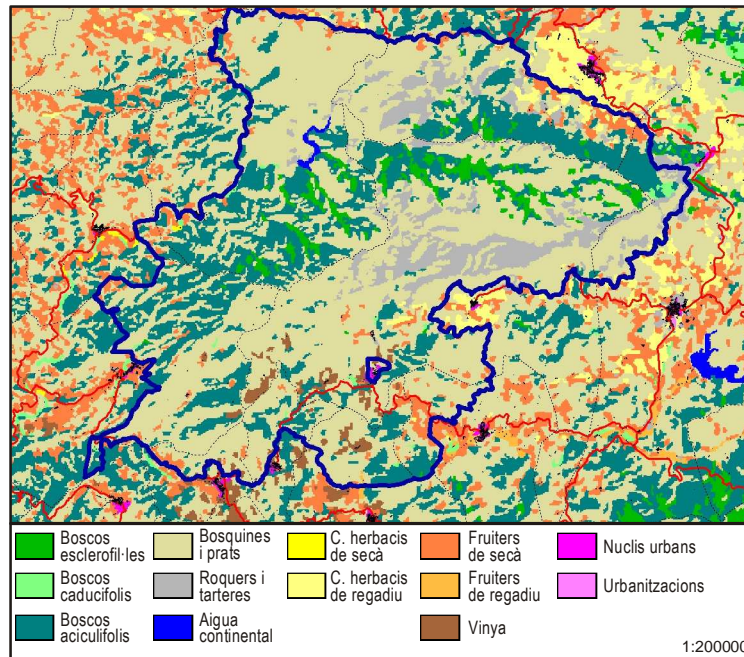 Boscos
esclerofil·les
Boscos
caducifolis
Boscos
aciculifolis
Bosquines
i prats
Roquers i
tarteres
Aigua
continental
C. herbacis
de secà
C. herbacis
de regadiu
Fruiters
de secà
Fruiters
de regadiu
Vinya
Nuclis urbans
Urbanitzacions
1:200000